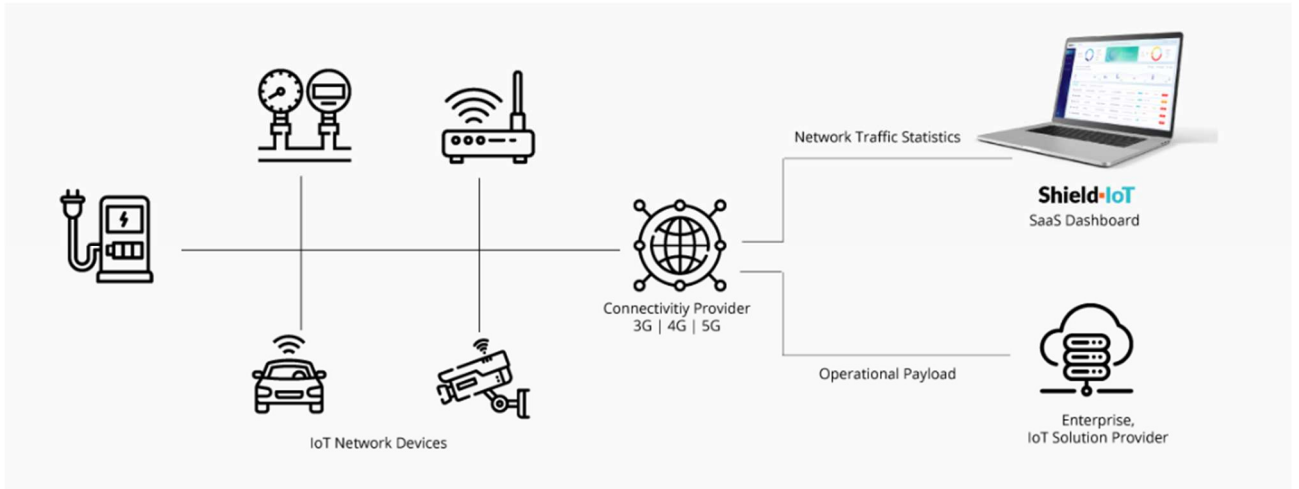 Network Traffic Statistics
Shield-IoT
SaaS Dashboard
Connectivitiy Provider
3G | 4G | 5G
Operational Payload
Enterprise,
IoT Solution Provider
IoT Network Devices